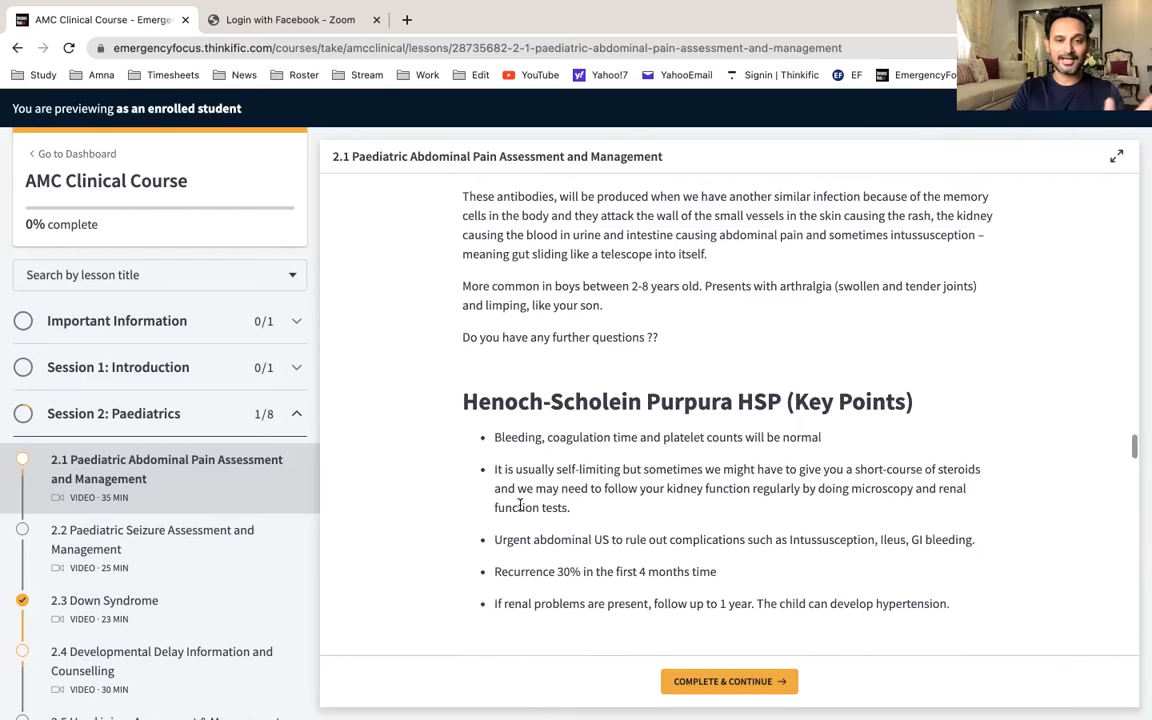 AMC Clinical Course - Emerge
Login with Facebook - Zoom
emergencyfocus.thinkific.com/courses/take/amcclinical/lessons/28735682-2-1-paediatric-abdominal-pain-assessment-and-management
Study
Amna
Timesheets
News
Roster
Stream
Work
Edit
YouTube
Yahoo!7
YahooEmail
Signin | Thinkific
EF
EF
EmergencyFo
You are previewing as an enrolled student
Go to Dashboard
AMC Clinical Course
0% complete
Search by lesson title
Important Information 0/1
Session 1: Introduction 0/1
Session 2: Paediatrics 1/8
2.1 Paediatric Abdominal Pain Assessment
and Management
VIDEO · 35 MIN
2.2 Paediatric Seizure Assessment and
Management
VIDEO · 25 MIN
2.3 Down Syndrome
VIDEO · 23 MIN
2.4 Developmental Delay Information and
Counselling
VIDEO · 30 MIN
2.1 Paediatric Abdominal Pain Assessment and Management
These antibodies, will be produced when we have another similar infection because of the memory
cells in the body and they attack the wall of the small vessels in the skin causing the rash, the kidney
causing the blood in urine and intestine causing abdominal pain and sometimes intussusception –
meaning gut sliding like a telescope into itself.
More common in boys between 2-8 years old. Presents with arthralgia (swollen and tender joints)
and limping, like your son.
Do you have any further questions ??
Henoch-Scholein Purpura HSP (Key Points)
• Bleeding, coagulation time and platelet counts will be normal
• It is usually self-limiting but sometimes we might have to give you a short-course of steroids
and we may need to follow your kidney function regularly by doing microscopy and renal
function tests.
• Urgent abdominal US to rule out complications such as Intussusception, Ileus, GI bleeding.
• Recurrence 30% in the first 4 months time
• If renal problems are present, follow up to 1 year. The child can develop hypertension.
COMPLETE & CONTINUE →